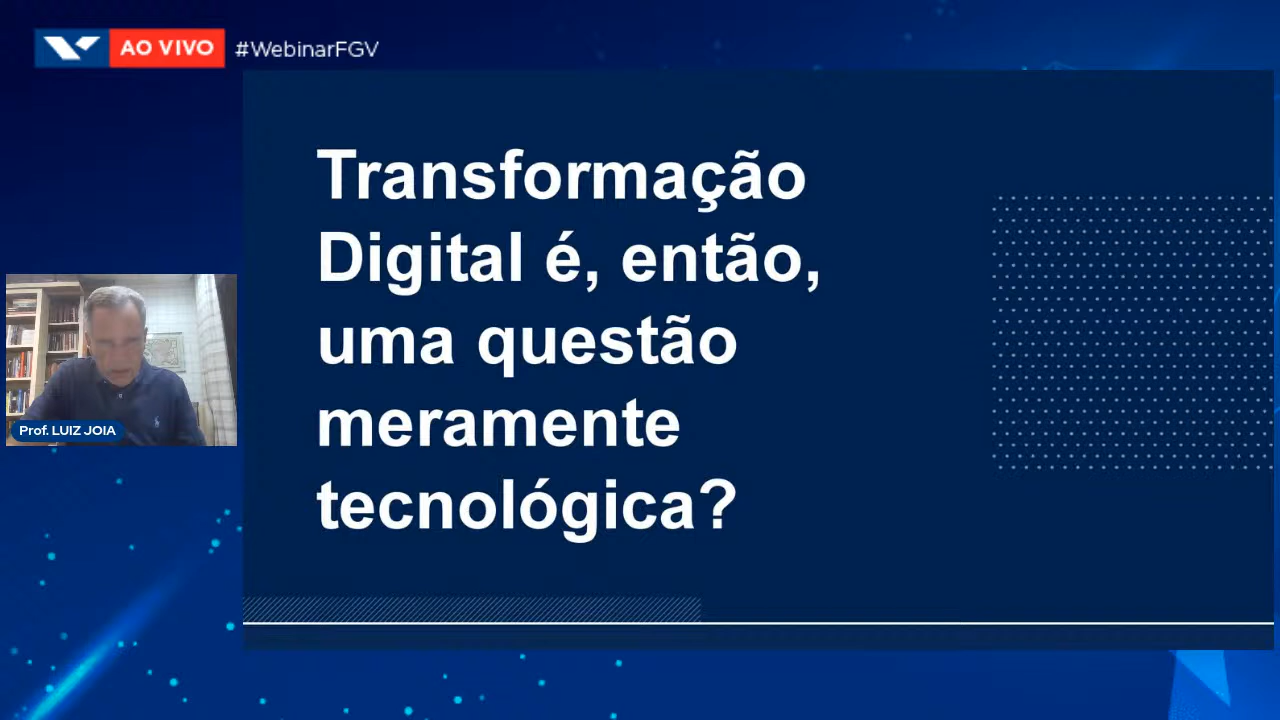 AO VIVO #WebinarFGV
Transformação
Digital é, então,
uma questão
meramente
tecnológica?
Prof. LUIZ JOIA